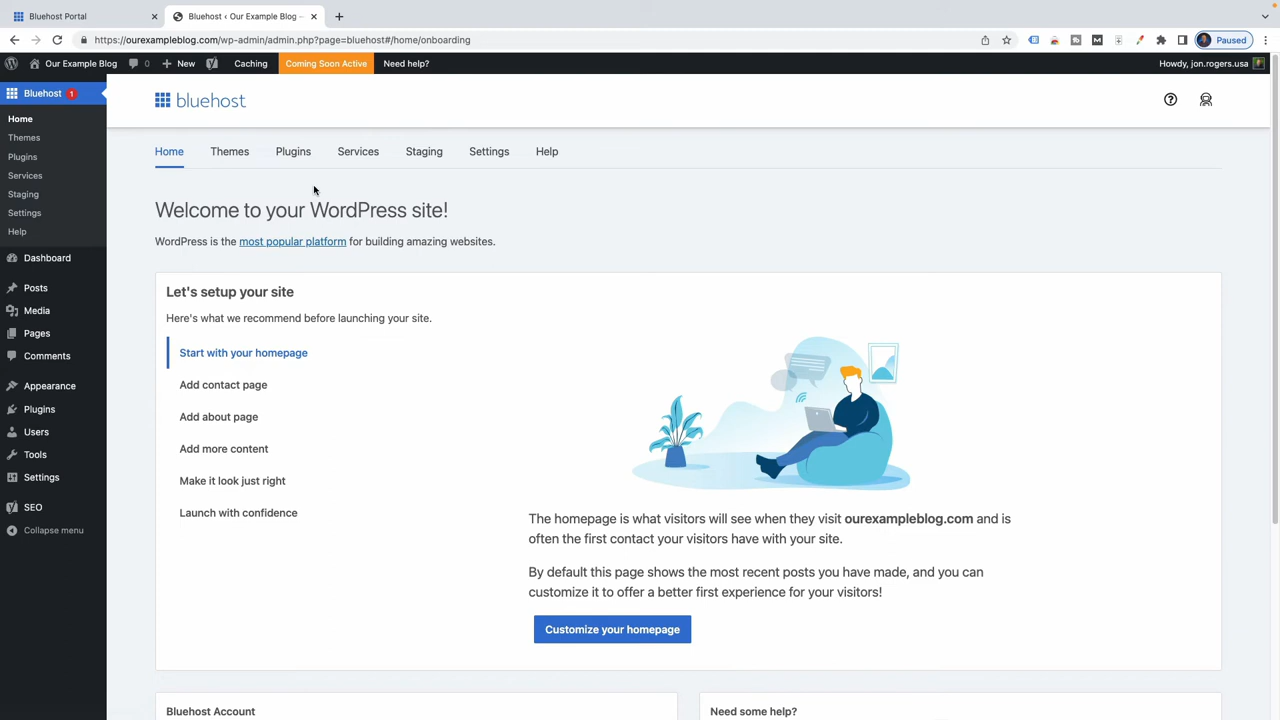 Bluehost Portal
Bluehost ‹ Our Example Blog —
https://ourexampleblog.com/wp-admin/admin.php?page=bluehost#/home/onboarding
Paused
Our Example Blog
0
New
Caching
Coming Soon Active
Need help?
Howdy, jon.rogers.usa
Bluehost 1
Home
Themes
Plugins
Services
Staging
Settings
Help
Dashboard
Posts
Media
Pages
Comments
Appearance
Plugins
Users
Tools
Settings
SEO
Collapse menu
bluehost
Home Themes Plugins Services Staging Settings Help
Welcome to your WordPress site!
WordPress is the most popular platform for building amazing websites.
Let's setup your site
Here's what we recommend before launching your site.
Start with your homepage
Add contact page
Add about page
Add more content
Make it look just right
Launch with confidence
The homepage is what visitors will see when they visit ourexampleblog.com and is
often the first contact your visitors have with your site.
By default this page shows the most recent posts you have made, and you can
customize it to offer a better first experience for your visitors!
Customize your homepage
Bluehost Account
Need some help?